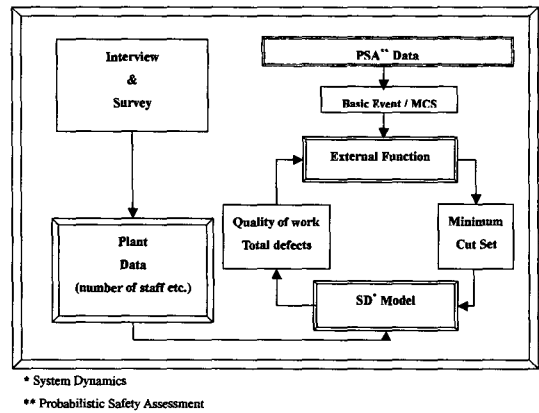 Interview
&
Survey
PSA** Data
Basic Event / MCS
External Function
Quality of work
Total defects
Minimum
Cut Set
Plant
Data
(number of staff etc.)
SD* Model
* System Dynamics
** Probabilistic Safety Assessment